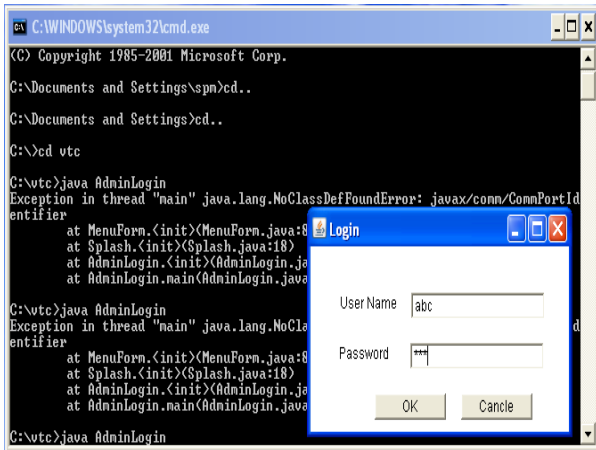 C:\WINDOWS\system32\cmd.exe
(C) Copyright 1985-2001 Microsoft Corp.
C:\Documents and Settings\spm>cd..
C:\Documents and Settings>cd..
C:\>cd vtc
C:\vtc>java AdminLogin
Exception in thread "main" java.lang.NoClassDefFoundError: javax/comm/CommPortId
entifier
at MenuForm.<init>(MenuForm.java:8
at Splash.<init>(Splash.java:18)
at AdminLogin.<init>(AdminLogin.ja
at AdminLogin.main(AdminLogin.java
C:\vtc>java AdminLogin
Exception in thread "main" java.lang.NoCla
d
entifier
at MenuForm.<init>(MenuForm.java:8
at Splash.<init>(Splash.java:18)
at AdminLogin.<init>(AdminLogin.ja
at AdminLogin.main(AdminLogin.java
C:\vtc>java AdminLogin
Login
User Name abc
Password ***
OK Cancle